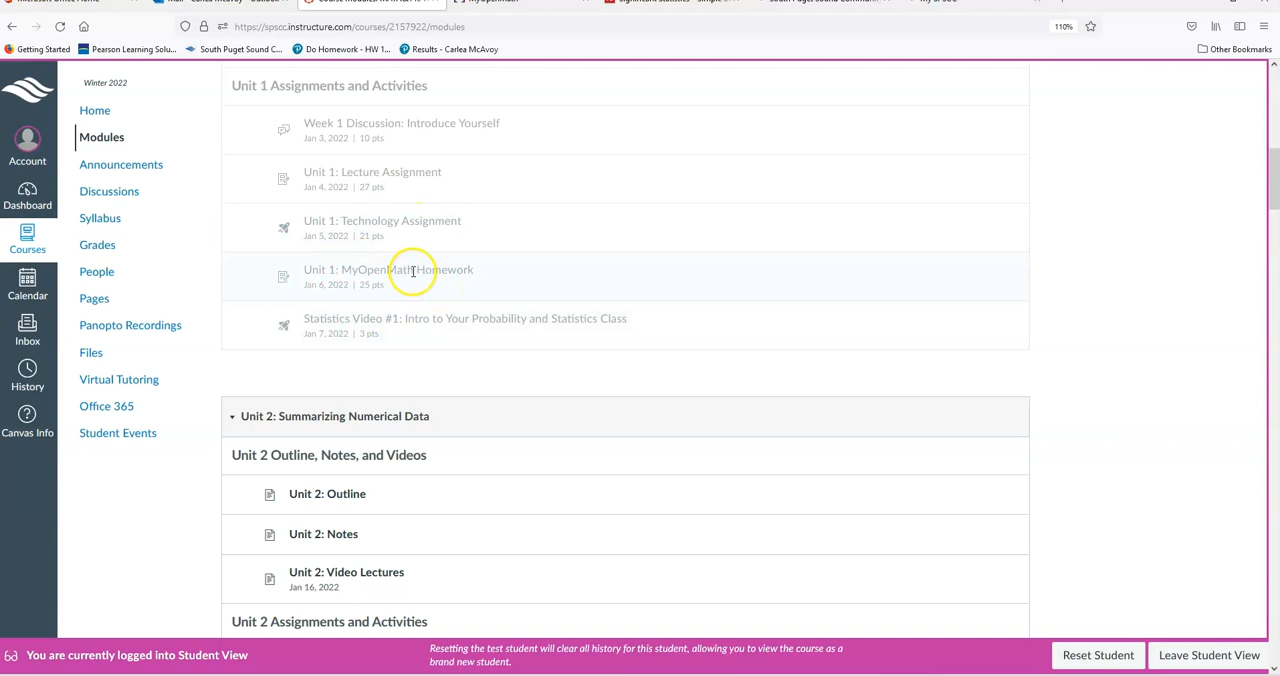 Microsoft Office Home
MyOpenMath
https://spscc.instructure.com/courses/2157922/modules
110%
Getting Started
Pearson Learning Solu...
South Puget Sound C...
Do Homework - HW 1...
Results - Carlea McAvoy
Other Bookmarks
Account
Dashboard
Courses
Calendar
Inbox
History
Canvas Info
Winter 2022
Home
Modules
Announcements
Discussions
Syllabus
Grades
People
Pages
Panopto Recordings
Files
Virtual Tutoring
Office 365
Student Events
Unit 1 Assignments and Activities
Week 1 Discussion: Introduce Yourself
Jan 3, 2022 | 10 pts
Unit 1: Lecture Assignment
Jan 4, 2022 | 27 pts
Unit 1: Technology Assignment
Jan 5, 2022 | 21 pts
Unit 1: MyOpenMath Homework
Jan 6, 2022 | 25 pts
Statistics Video #1: Intro to Your Probability and Statistics Class
Jan 7, 2022 | 3 pts
Unit 2: Summarizing Numerical Data
Unit 2 Outline, Notes, and Videos
Unit 2: Outline
Unit 2: Notes
Unit 2: Video Lectures
Jan 16, 2022
Unit 2 Assignments and Activities
You are currently logged into Student View
Resetting the test student will clear all history for this student, allowing you to view the course as a
brand new student.
Reset Student
Leave Student View